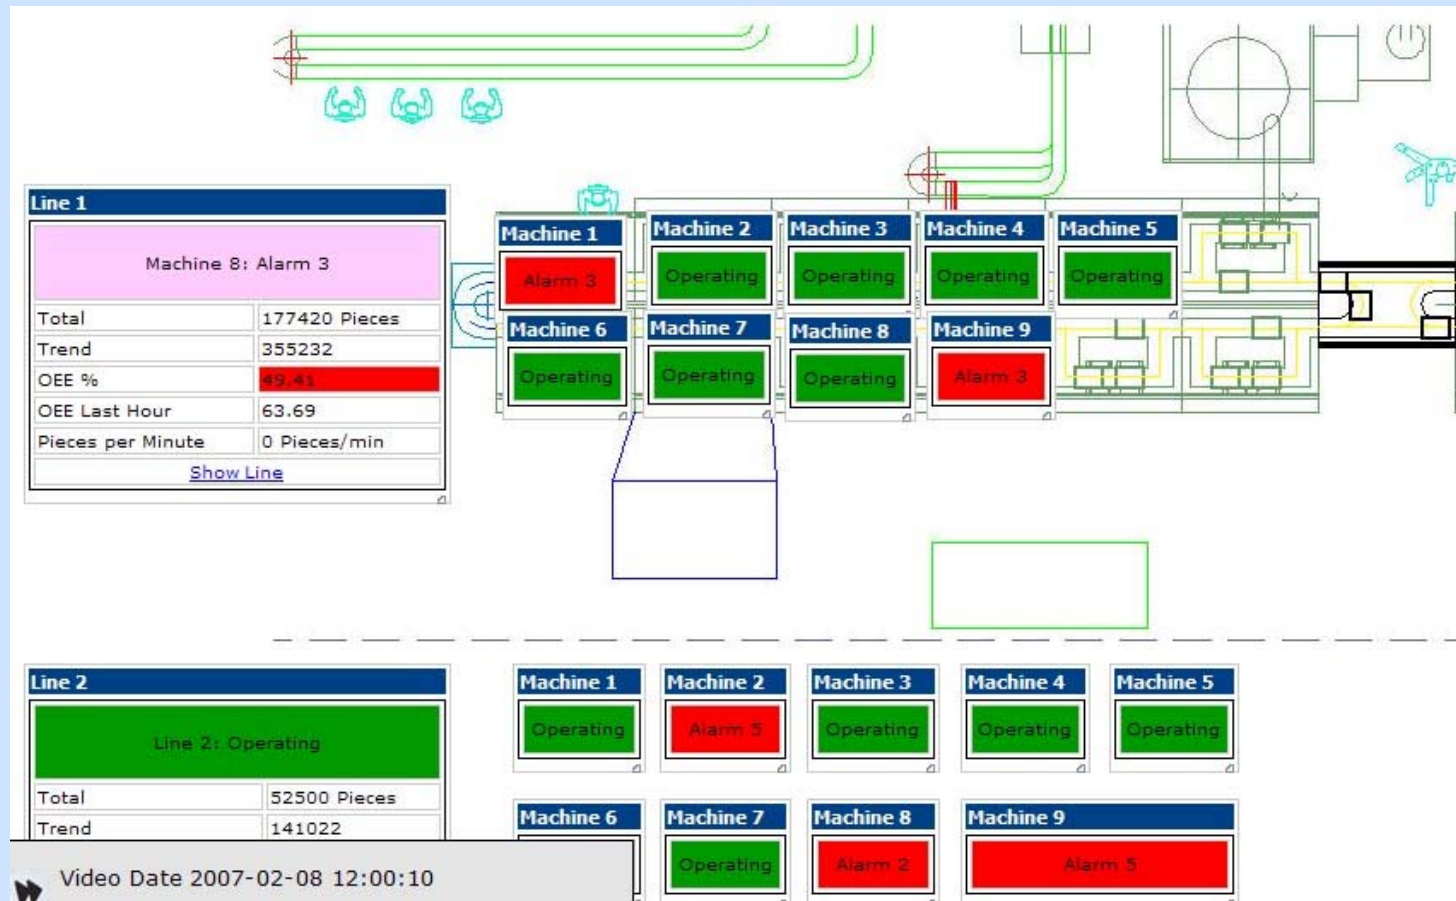 Line 1
Machine 8: Alarm 3
Total 177420 Pieces
Trend 355232
OEE % 49.41
OEE Last Hour 63.69
Pieces per Minute 0 Pieces/min
Show Line
Machine 1
Alarm 3
Machine 2
Operating
Machine 3
Operating
Machine 4
Operating
Machine 5
Operating
Machine 6
Operating
Machine 7
Operating
Machine 8
Operating
Machine 9
Alarm 3
Line 2
Line 2: Operating
Total 52500 Pieces
Trend 141022
Machine 1
Operating
Machine 2
Alarm 5
Machine 3
Operating
Machine 4
Operating
Machine 5
Operating
Machine 6
Machine 7
Operating
Machine 8
Alarm 2
Machine 9
Alarm 5
Video Date 2007-02-08 12:00:10